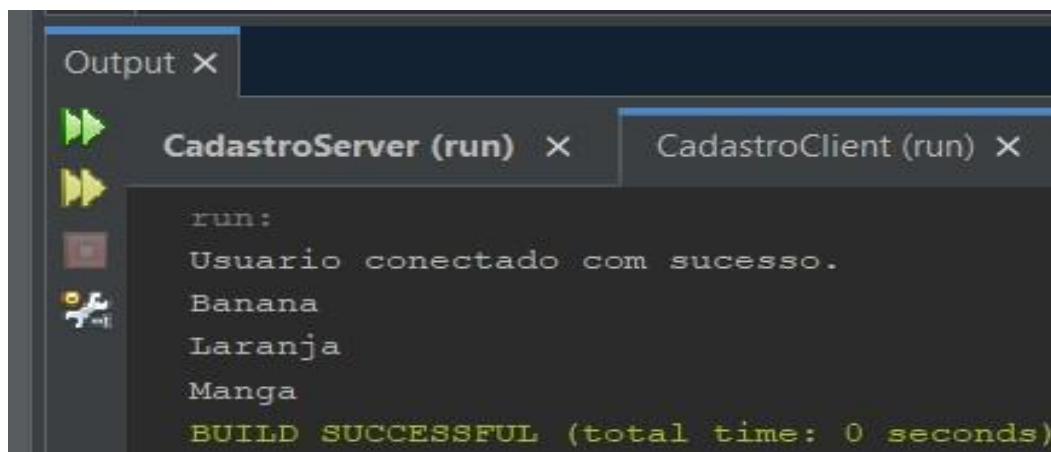 Output
CadastroServer (run) CadastroClient (run)
run:
Usuario conectado com sucesso.
Banana
Laranja
Manga
BUILD SUCCESSFUL (total time: 0 seconds)